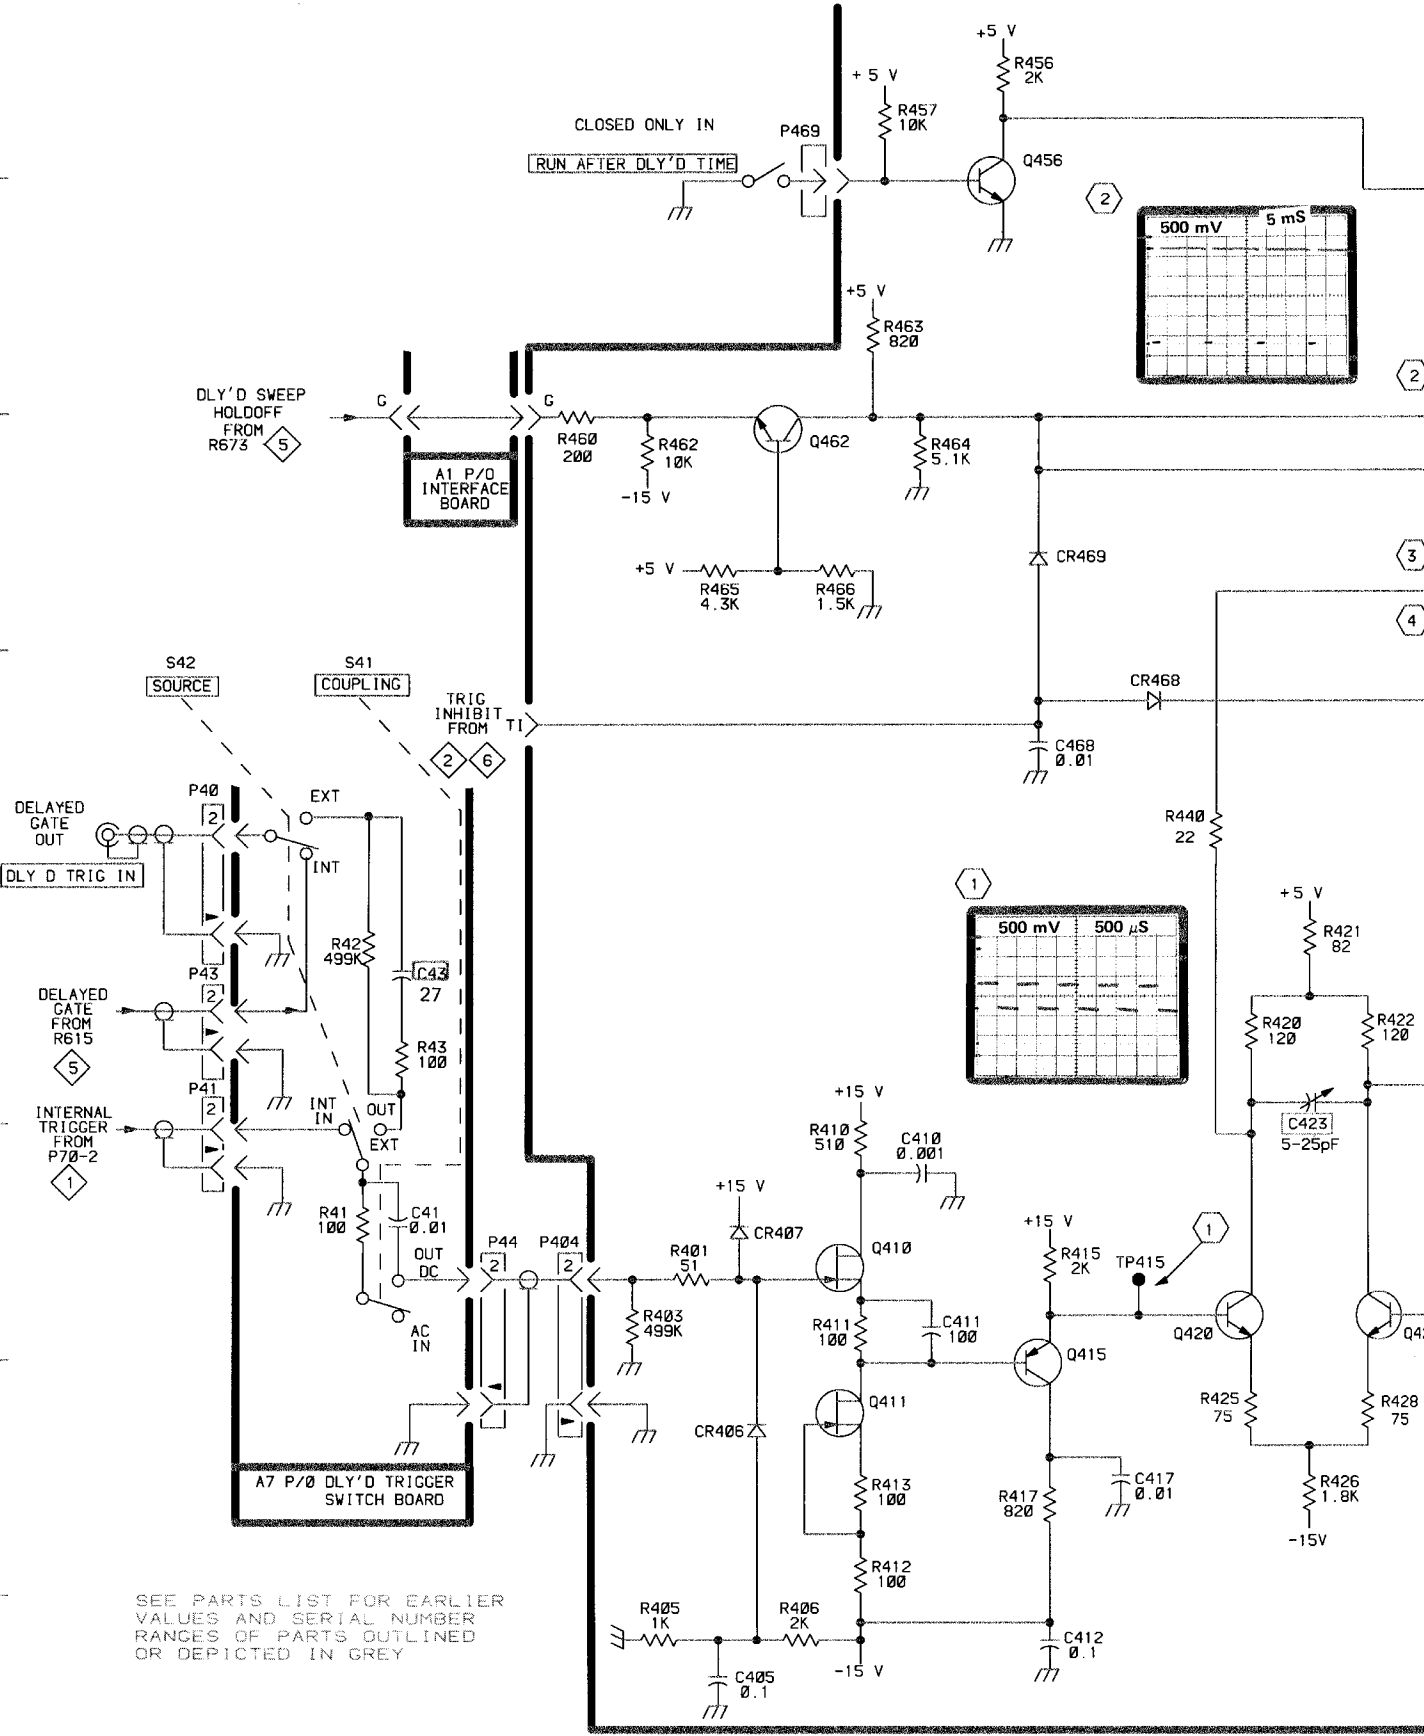 +5 V
R456
2K
+ 5 V
R457
10K
CLOSED ONLY IN
P469
RUN AFTER DLY'D TIME
Q456
2
500 mV
5 mS
+5 V
R463
820
2
DLY'D SWEEP
HOLDOFF
FROM
R673
5
G
G
R460
200
R462
10K
-15 V
Q462
R464
5.1K
A1 P/O
INTERFACE
BOARD
+5 V
R465
4.3K
R466
1.5K
CR469
3
4
S42
SOURCE
S41
COUPLING
TRIG
INHIBIT
FROM
TI
2
6
CR468
C468
0.01
P40
2
EXT
INT
DELAYED
GATE
OUT
DLY D TRIG IN
R440
22
1
500 mV
500 µS
+5 V
R421
82
R42
499K
C43
27
P43
2
DELAYED
GATE
FROM
R615
5
R43
100
R420
120
R422
120
P41
2
INTERNAL
TRIGGER
FROM
P70-2
1
INT
IN
OUT
EXT
+15 V
R410
510
C410
0.001
C423
5-25pF
R41
100
C41
0.01
OUT
DC
AC
IN
P44
2
P404
2
+15 V
CR407
R401
51
Q410
+15 V
R415
2K
TP415
1
R403
499K
R411
100
C411
100
Q415
Q420
Q42
CR406
Q411
R425
75
R428
75
A7 P/O DLY'D TRIGGER
SWITCH BOARD
R413
100
R417
820
C417
0.01
R426
1.8K
-15V
R412
100
SEE PARTS LIST FOR EARLIER
VALUES AND SERIAL NUMBER
RANGES OF PARTS OUTLINED
OR DEPICTED IN GREY
R405
1K
R406
2K
C405
0.1
-15 V
C412
0.1